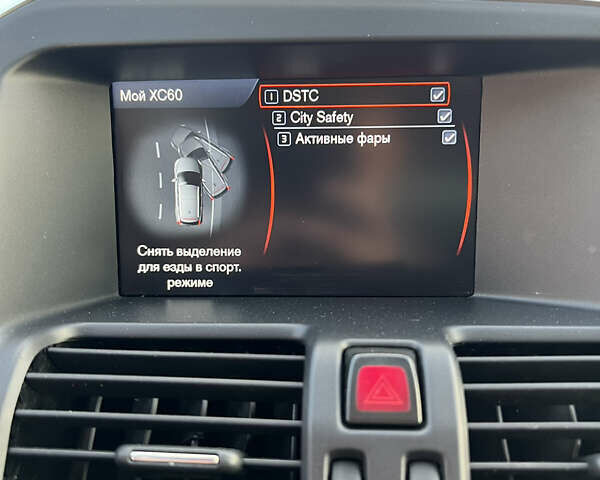 Мой XC60
1 DSTC
2 City Safety
3 Активные фары
Снять выделение
для езды в спорт.
режиме